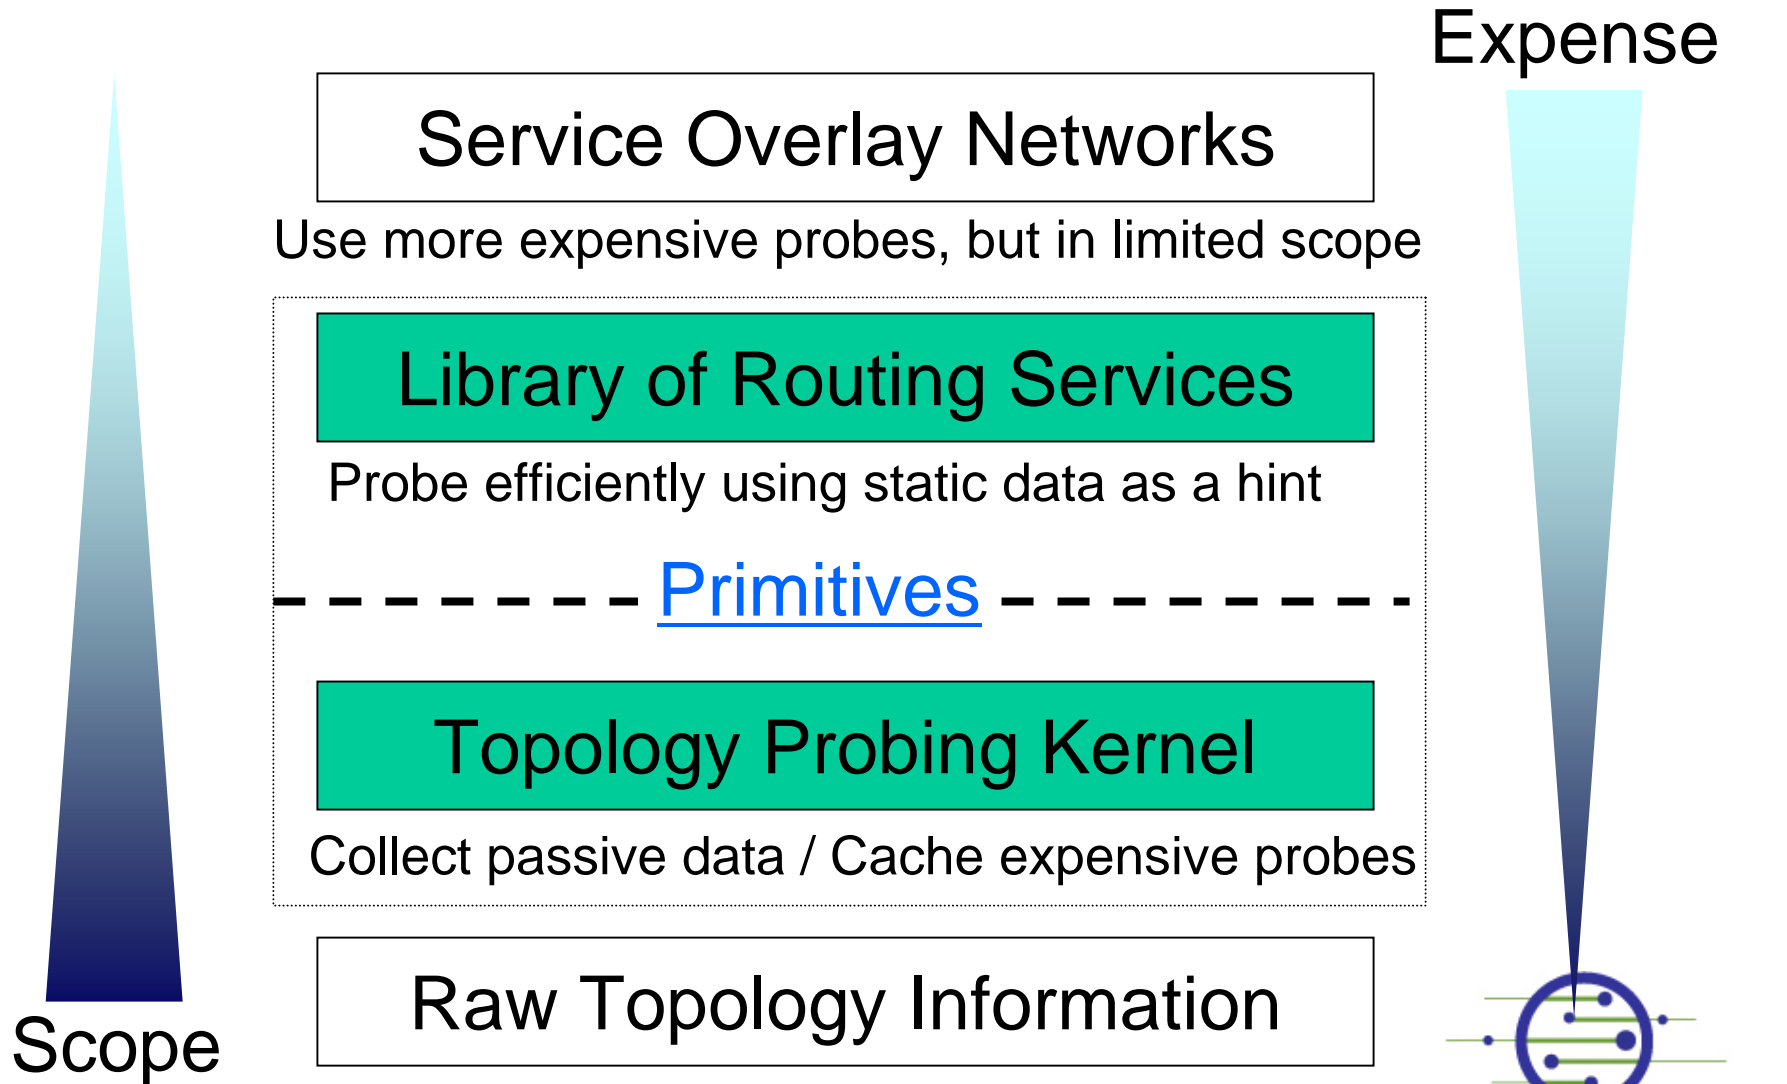 Expense
Service Overlay Networks
Use more expensive probes, but in limited scope
Library of Routing Services
Probe efficiently using static data as a hint
Primitives
Topology Probing Kernel
Collect passive data / Cache expensive probes
Raw Topology Information
Scope